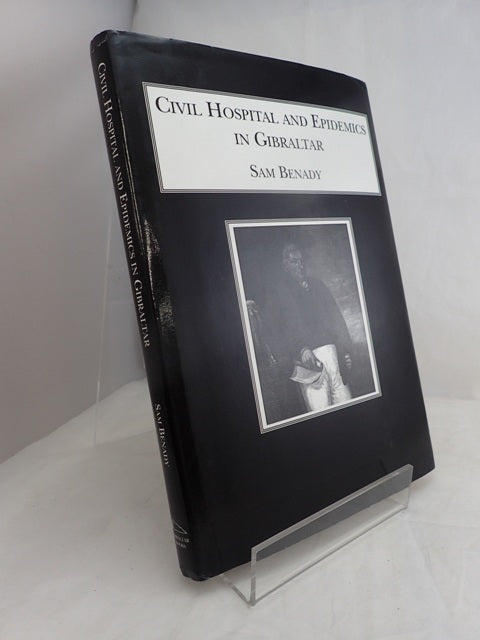 CIVIL HOSPITAL AND EPIDEMICS
IN GIBRALTAR
SAM BENADY
CIVIL HOSPITAL AND EPIDEMICS IN GIBRALTAR
SAM BENADY